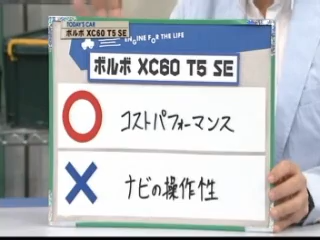 TODAY'S CAR
ボルボ XC60 T5 SE
ENGINE FOR THE LIFE
ボルボ XC60 T5 SE
コストパフォーマンス
ナビの操作性